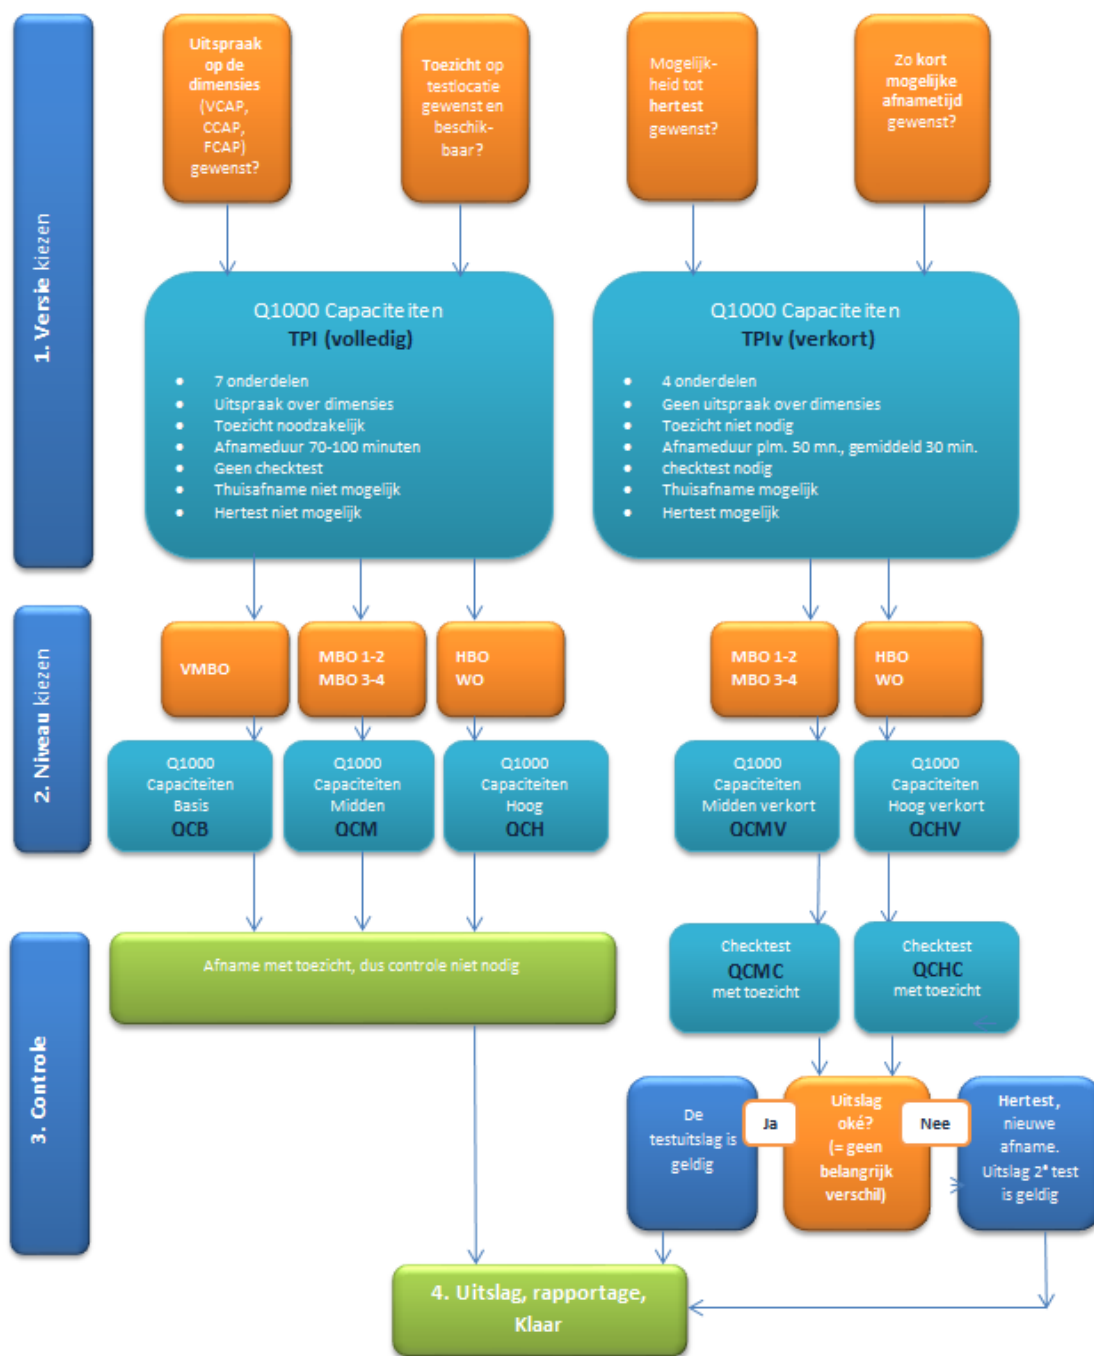 1. Versie kiezen
Uitspraak
op de
dimensies
(VCAP,
CCAP,
FCAP)
gewenst?
Toezicht op
testlocatie
gewenst en
beschik-
baar?
Mogelijk-
heid tot
hertest
gewenst?
Zo kort
mogelijke
afnametijd
gewenst?
Q1000 Capaciteiten
TPI (volledig)
• 7 onderdelen
• Uitspraak over dimensies
• Toezicht noodzakelijk
• Afnameduur 70-100 minuten
• Geen checktest
• Thuisafname niet mogelijk
• Hertest niet mogelijk
Q1000 Capaciteiten
TPIv (verkort)
• 4 onderdelen
• Geen uitspraak over dimensies
• Toezicht niet nodig
• Afnameduur plm. 50 mn., gemiddeld 30 min.
• checktest nodig
• Thuisafname mogelijk
• Hertest mogelijk
2. Niveau kiezen
VMBO
MBO 1-2
MBO 3-4
HBO
WO
MBO 1-2
MBO 3-4
HBO
WO
Q1000
Capaciteiten
Basis
QCB
Q1000
Capaciteiten
Midden
QCM
Q1000
Capaciteiten
Hoog
QCH
Q1000
Capaciteiten
Midden verkort
QCMV
Q1000
Capaciteiten
Hoog verkort
QCHV
3. Controle
Afname met toezicht, dus controle niet nodig
Checktest
QCMC
met toezicht
Checktest
QCHC
met toezicht
De
testuitslag is
geldig
Ja
Uitslag
oké?
(= geen
belangrijk
verschil)
Nee
Hertest,
nieuwe
afname.
Uitslag 2e test
is geldig
4. Uitslag, rapportage,
Klaar